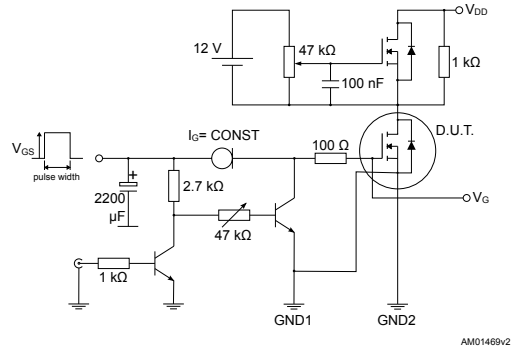 V_DD
12 V
47 kΩ
1 kΩ
100 nF
D.U.T.
I_G= CONST
100 Ω
V_GS
pulse width
+
2200
μF
2.7 kΩ
47 kΩ
V_G
1 kΩ
GND1
GND2
AM01469v2